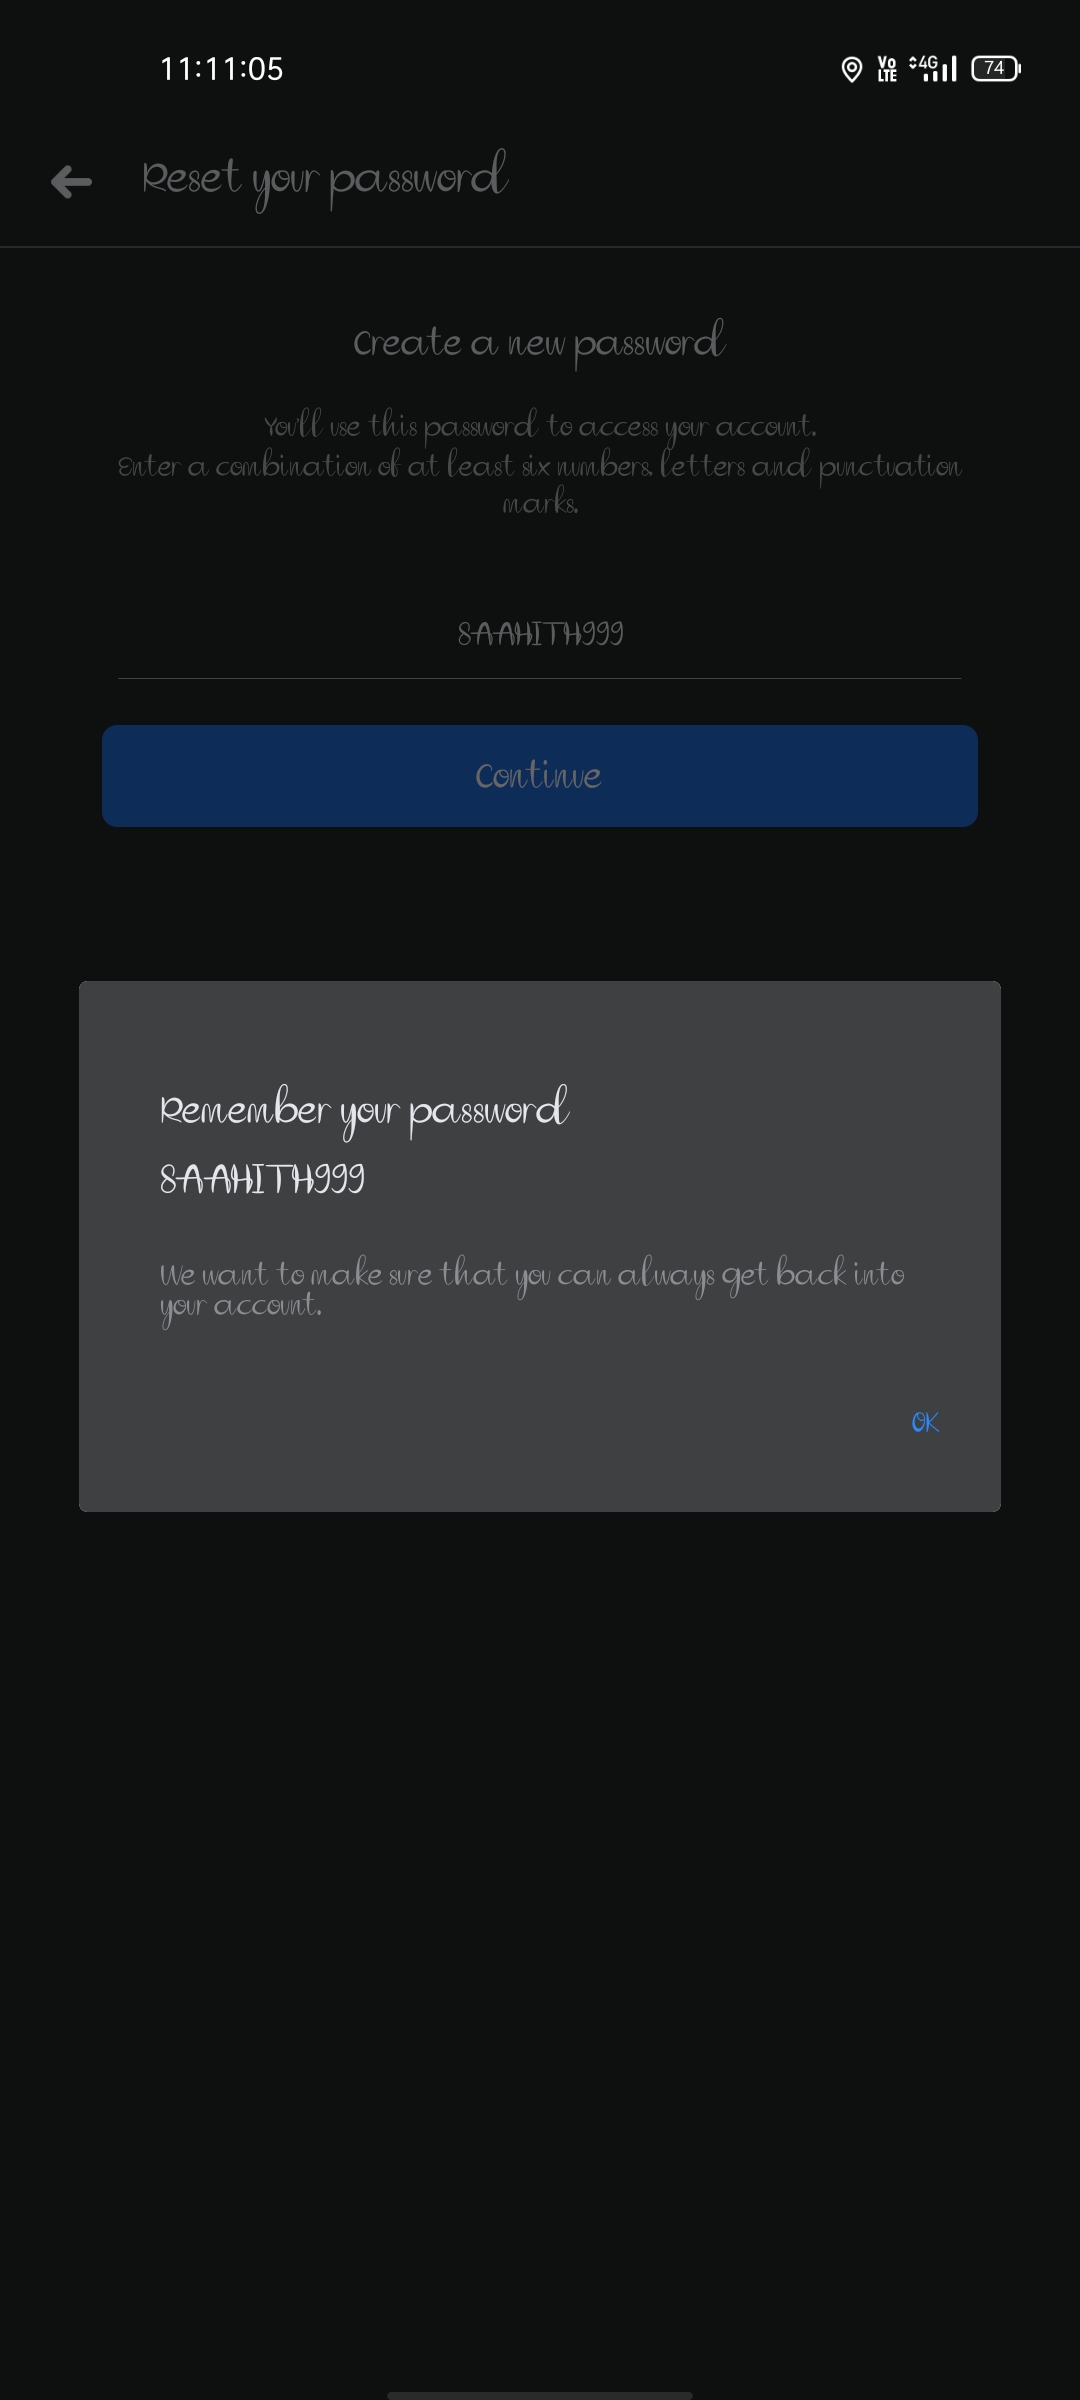 11:11:05
Vo LTE 4G 74
Reset your password
Create a new password
You'll use this password to access your account.
Enter a combination of at least six numbers, letters and punctuation
marks.
SAAHITH999
Continue
Remember your password
SAAHITH999
We want to make sure that you can always get back into
your account.
OK